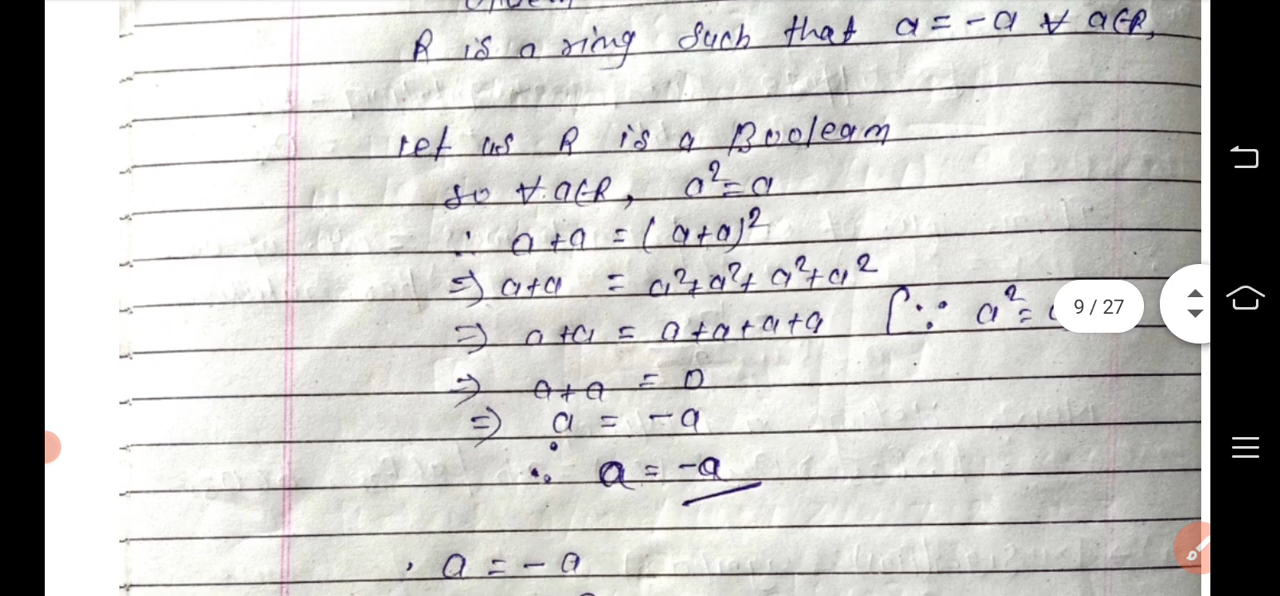 R is a ring such that a = -a ∀ a∈R,
let us R is a Boolean
so ∀ a∈R, a² = a
∴ a+a = (a+a)²
⇒ a+a = a²+a²+a²+a²
⇒ a+a = a+a+a+a [∵ a² =
9 / 27
⇒ a+a = 0
⇒ a = -a
∴ a = -a
a = -a